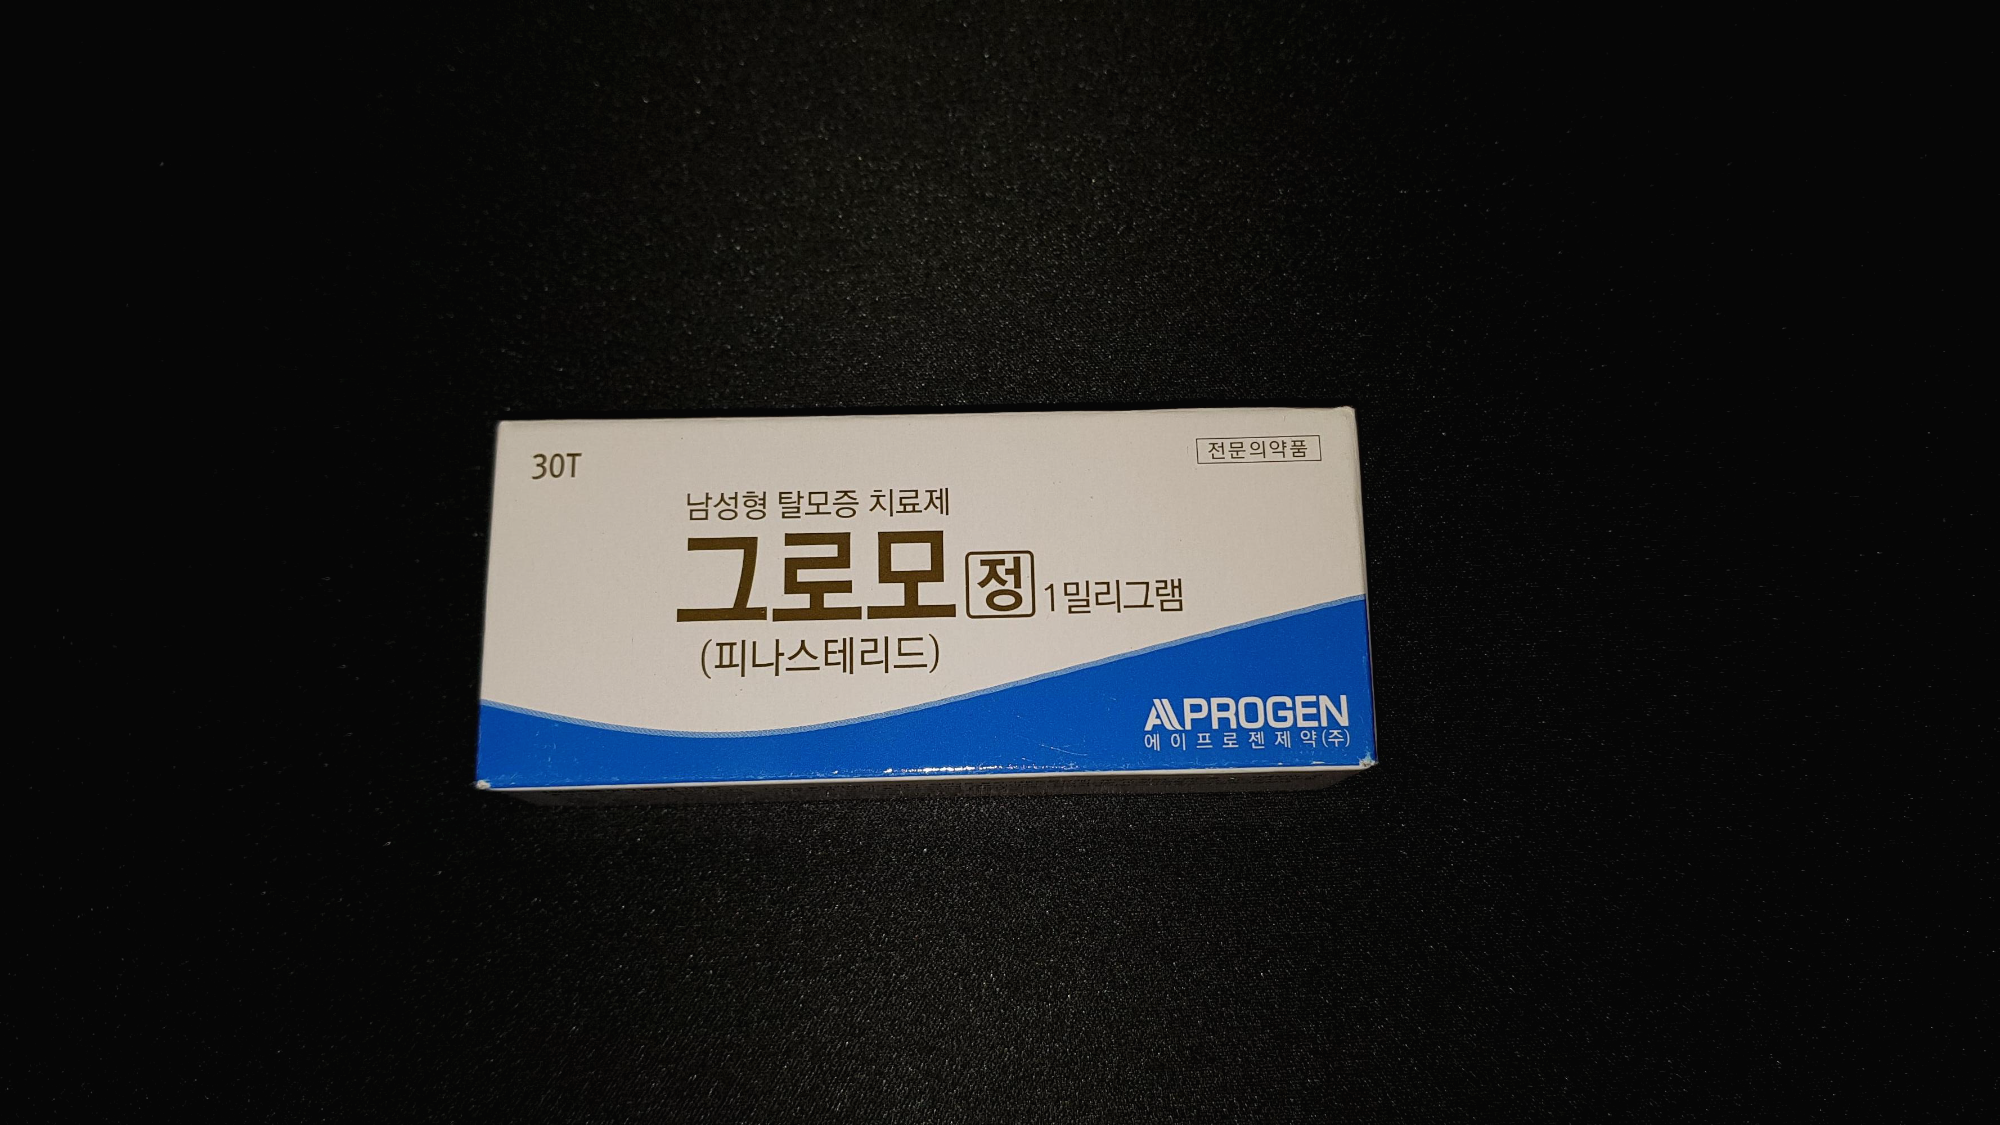 30T
전문의약품
남성형 탈모증 치료제
그로모 정 1밀리그램
(피나스테리드)
APROGEN
에이프로젠제약(주)